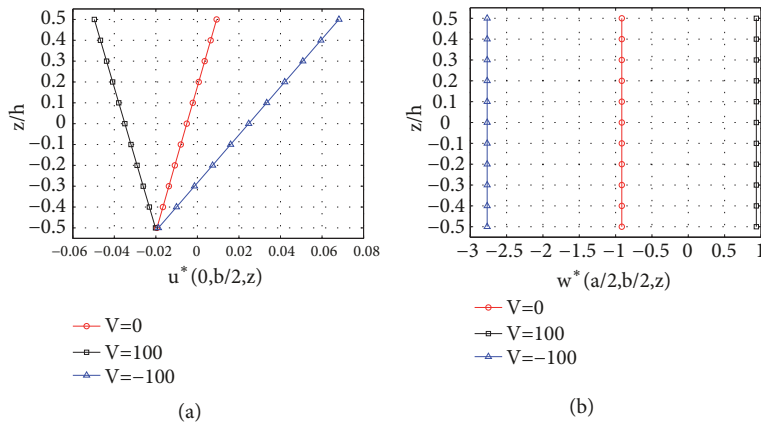 z/h
0.5
0.4
0.3
0.2
0.1
0
−0.1
−0.2
−0.3
−0.4
−0.5
−0.06 −0.04 −0.02 0 0.02 0.04 0.06 0.08
u* (0,b/2,z)
V=0
V=100
V=−100
(a)
z/h
0.5
0.4
0.3
0.2
0.1
0
−0.1
−0.2
−0.3
−0.4
−0.5
−3 −2.5 −2 −1.5 −1 −0.5 0 0.5 1
w* (a/2,b/2,z)
V=0
V=100
V=−100
(b)